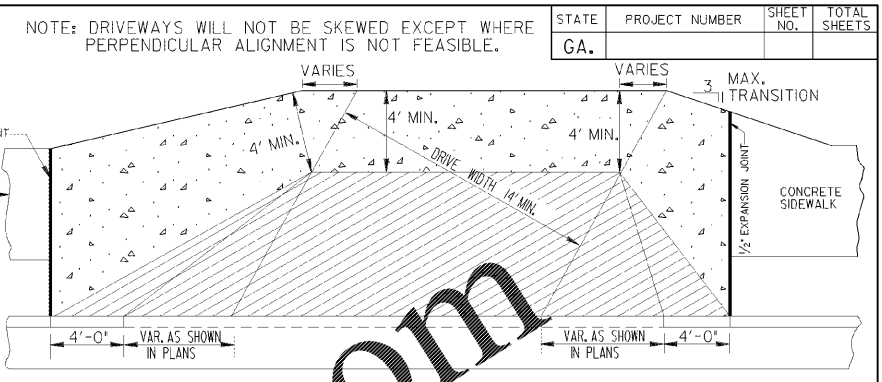 NOTE: DRIVEWAYS WILL NOT BE SKEWED EXCEPT WHERE
PERPENDICULAR ALIGNMENT IS NOT FEASIBLE.
STATE
PROJECT NUMBER
SHEET
NO.
TOTAL
SHEETS
GA.
VARIES
VARIES
3
1
MAX.
TRANSITION
4' MIN.
4' MIN.
4' MIN.
DRIVE WIDTH 14' MIN.
1/2" EXPANSION JOINT
CONCRETE
SIDEWALK
4'-0"
VAR. AS SHOWN
IN PLANS
VAR. AS SHOWN
IN PLANS
4'-0"
om